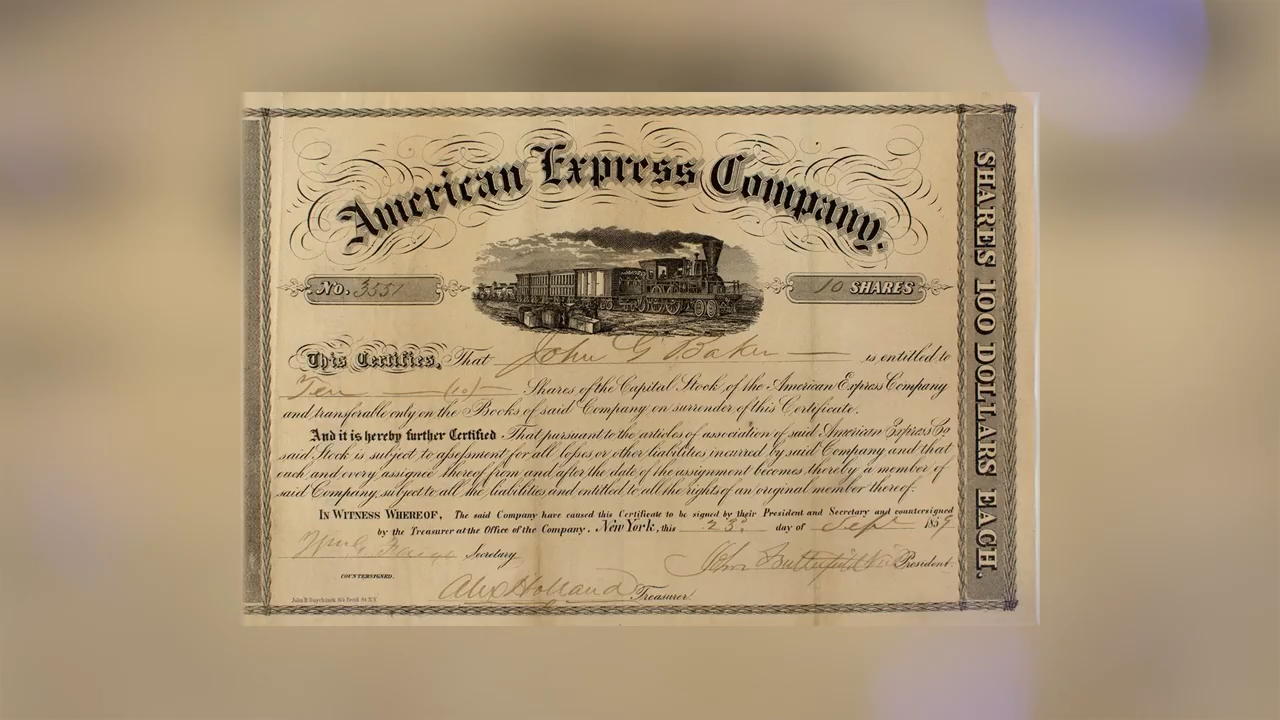 American Express Company.
No. 3551
10 SHARES
This Certifies, That John G Baker is entitled to
Ten (10) Shares of the Capital Stock, of the American Express Company
and transferable only on the Books of said Company on surrender of this Certificate.
And it is hereby further Certified That pursuant to the articles of association of said American Express Co
said Stock is subject to assessment for all losses or other liabilities incurred by said Company and that
each and every assignee thereof from and after the date of the assignment becomes thereby a member of
said Company, subject to all the liabilities and entitled to all the rights of an original member thereof.
IN WITNESS WHEREOF, The said Company have caused this Certificate to be signed by their President and Secretary and countersigned
by the Treasurer at the Office of the Company. New York, this 23d day of Sept 1859
Secretary
John Butterfield President.
COUNTERSIGNED.
Alex Holland Treasurer.
SHARES 100 DOLLARS EACH.